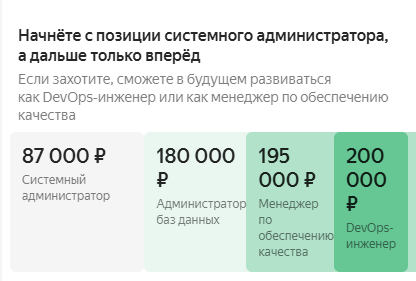 Начнёте с позиции системного администратора,
а дальше только вперёд
Если захотите, сможете в будущем развиваться
как DevOps-инженер или как менеджер по обеспечению
качества
87 000 ₽
Системный
администратор
180 000
₽
Администратор
баз данных
195
000 ₽
Менеджер
по
обеспечению
качества
200
000
₽
DevOps-
инженер